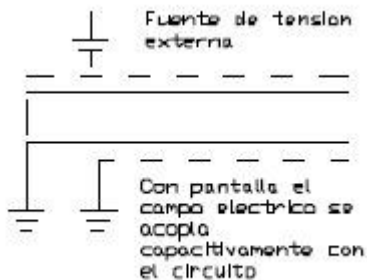 Fuente de tension
externa
Con pantalla el
campo electrico se
acopla
capacitivamente con
el circuito